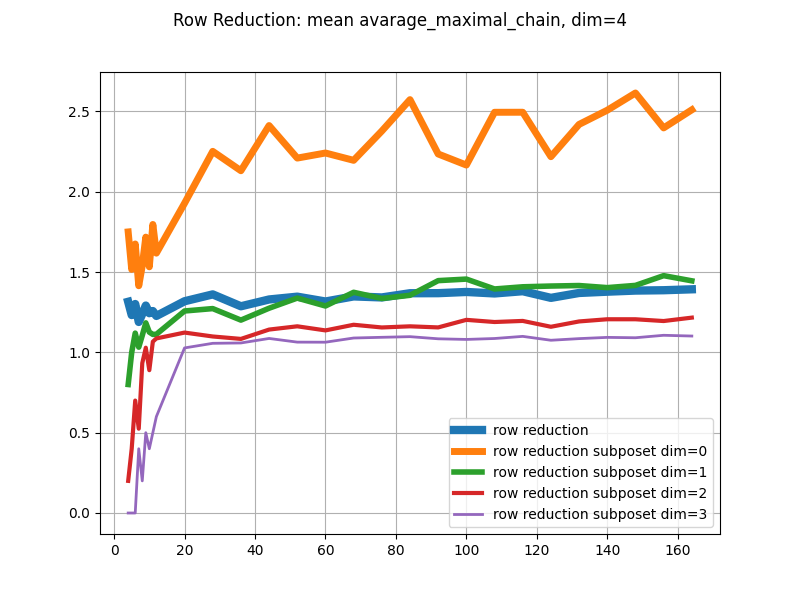 Row Reduction: mean avarage_maximal_chain, dim=4
2.5
2.0
1.5
1.0
0.5
0.0
0 20 40 60 80 100 120 140 160
row reduction
row reduction subposet dim=0
row reduction subposet dim=1
row reduction subposet dim=2
row reduction subposet dim=3